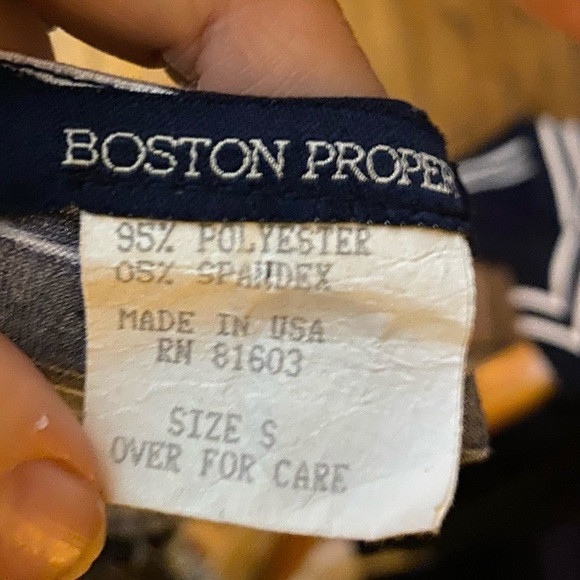 BOSTON PROPER
95% POLYESTER
05% SPANDEX
MADE IN USA
RN 81603
SIZE S
OVER FOR CARE